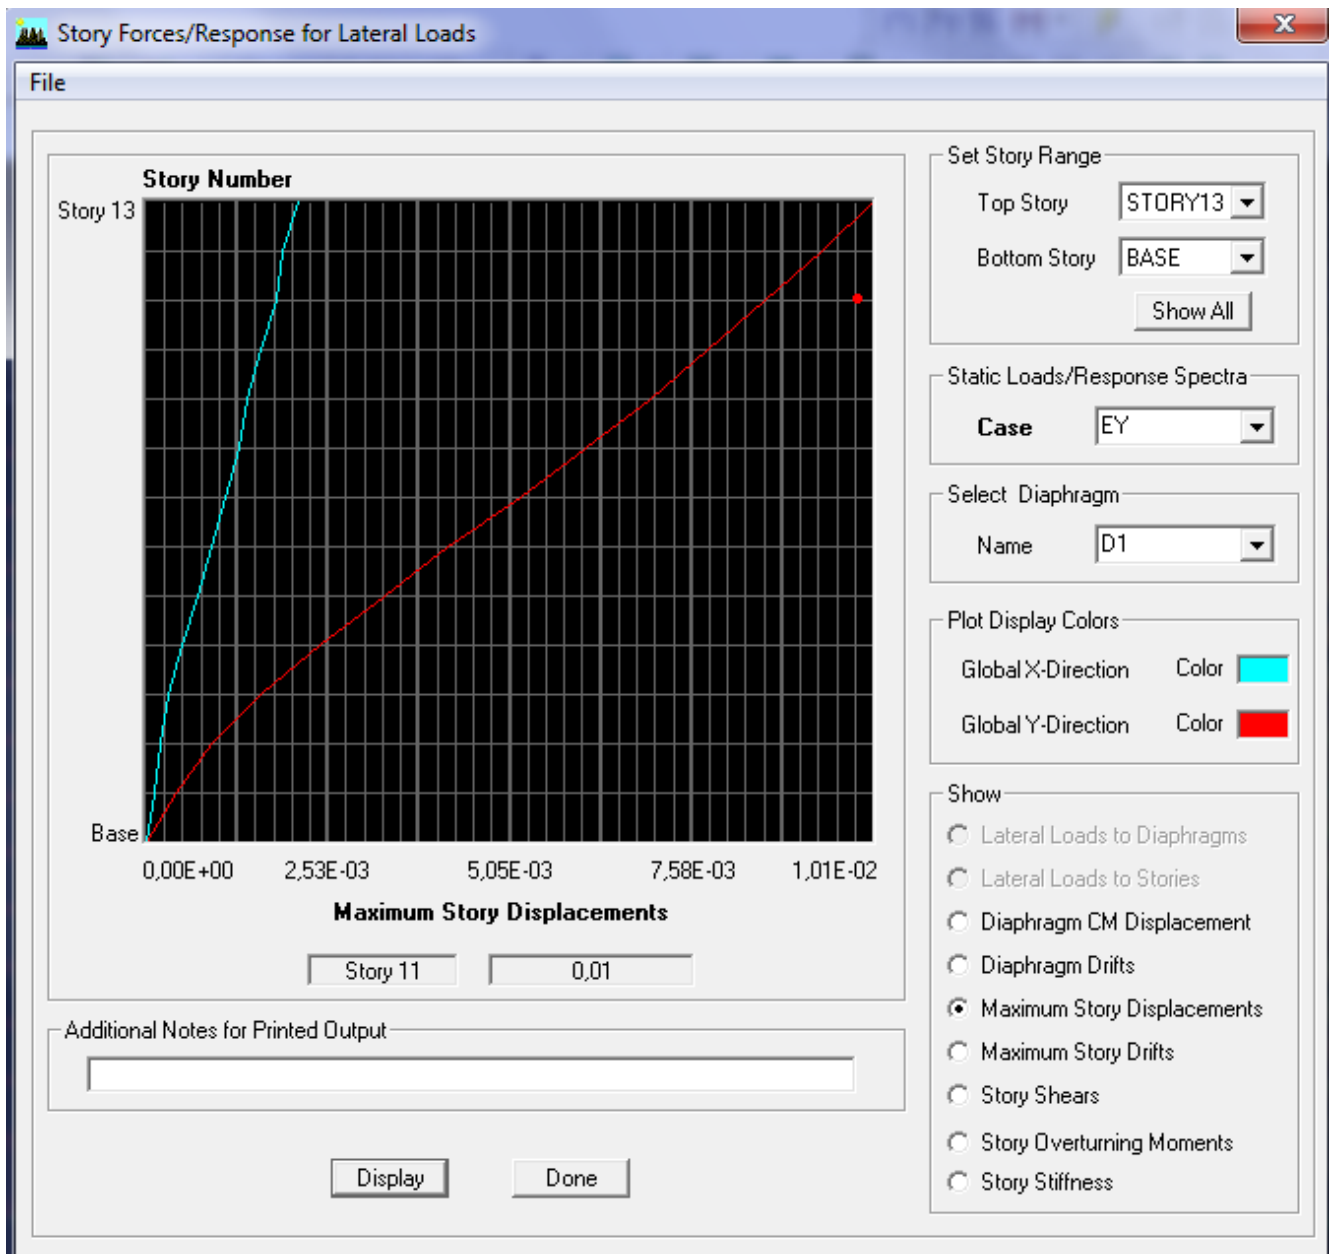 Story Forces/Response for Lateral Loads
File
Story Number
Story 13
Base
0,00E+00 2,53E-03 5,05E-03 7,58E-03 1,01E-02
Maximum Story Displacements
Story 11 0,01
Additional Notes for Printed Output
Display Done
Set Story Range
Top Story STORY13
Bottom Story BASE
Show All
Static Loads/Response Spectra
Case EY
Select Diaphragm
Name D1
Plot Display Colors
Global X-Direction Color
Global Y-Direction Color
Show
Lateral Loads to Diaphragms
Lateral Loads to Stories
Diaphragm CM Displacement
Diaphragm Drifts
Maximum Story Displacements
Maximum Story Drifts
Story Shears
Story Overturning Moments
Story Stiffness